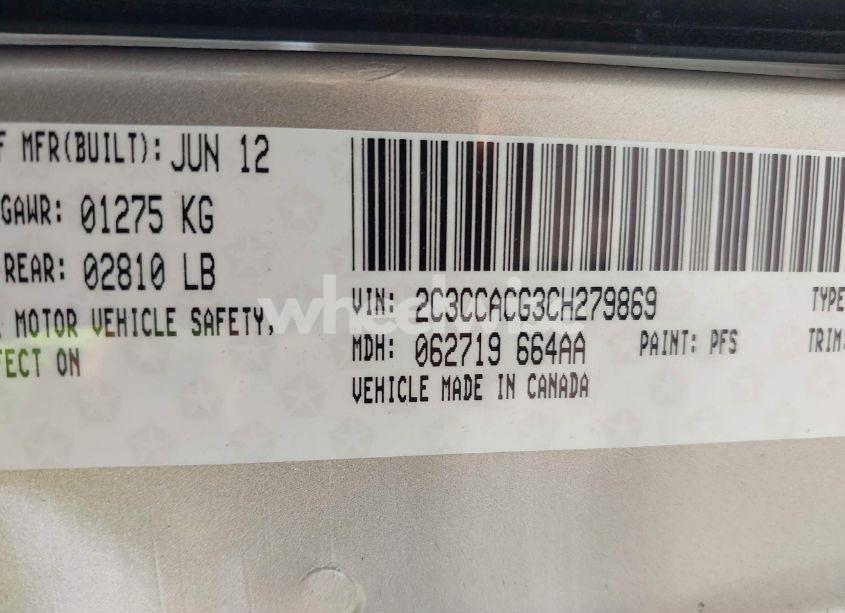 F MFR(BUILT): JUN 12
GAWR: 01275 KG
REAR: 02810 LB
MOTOR VEHICLE SAFETY,
FECT ON
VIN: 2C3CCACG3CH279869
TYPE
MDH: 062719 664AA
PAINT: PFS
TRIM:
VEHICLE MADE IN CANADA